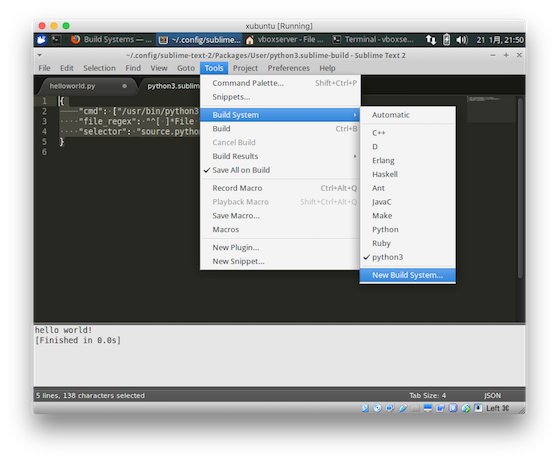 xubuntu [Running]
Build Systems — ...
~/.config/sublime-...
vboxserver - File ...
Terminal - vboxse...
21 1月, 21:50
~/.config/sublime-text-2/Packages/User/python3.sublime-build - Sublime Text 2
File Edit Selection Find View Goto Tools Project Preferences Help
helloworld.py
python3.sublim
1 {
2 "cmd": ["/usr/bin/python3
3 "file_regex": "^[ ]*File
4 "selector": "source.python
5 }
6
Command Palette... Shift+Ctrl+P
Snippets...
Build System
Build Ctrl+B
Cancel Build
Build Results
Save All on Build
Record Macro Ctrl+Alt+Q
Playback Macro Shift+Ctrl+Alt+Q
Save Macro...
Macros
New Plugin...
New Snippet...
Automatic
C++
D
Erlang
Haskell
Ant
JavaC
Make
Python
Ruby
python3
New Build System...
hello world!
[Finished in 0.0s]
5 lines, 138 characters selected
Tab Size: 4
JSON
Left ⌘